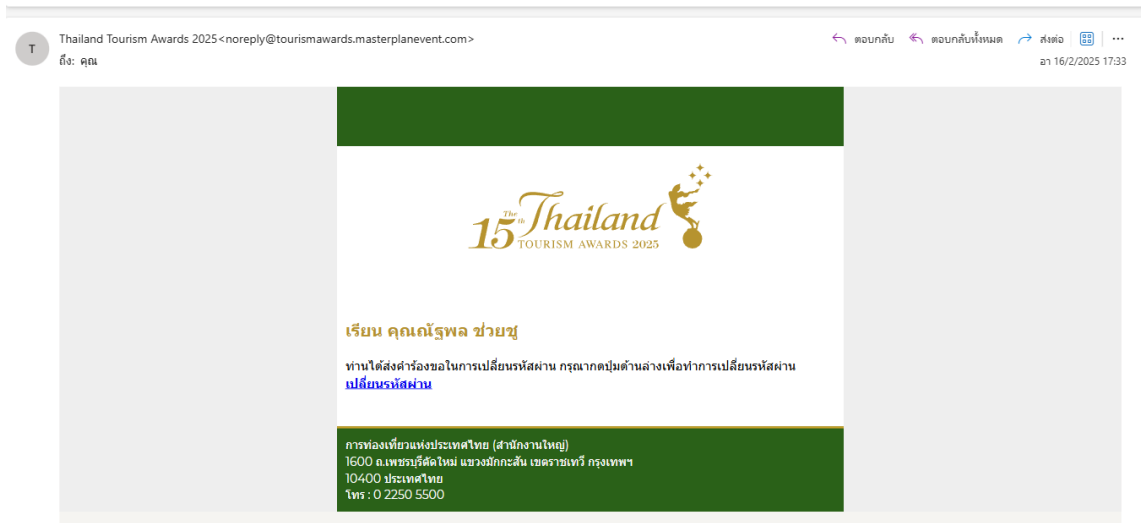 T
Thailand Tourism Awards 2025<noreply@tourismawards.masterplanevent.com>
ตอบกลับ ตอบกลับทั้งหมด ส่งต่อ
ถึง: คุณ
อา 16/2/2025 17:33
The 15th Thailand
TOURISM AWARDS 2025
เรียน คุณณัฐพล ช่วยชู
ท่านได้ส่งคำร้องขอในการเปลี่ยนรหัสผ่าน กรุณากดปุ่มด้านล่างเพื่อทำการเปลี่ยนรหัสผ่าน
เปลี่ยนรหัสผ่าน
การท่องเที่ยวแห่งประเทศไทย (สำนักงานใหญ่)
1600 ถ.เพชรบุรีตัดใหม่ แขวงมักกะสัน เขตราชเทวี กรุงเทพฯ
10400 ประเทศไทย
โทร : 0 2250 5500